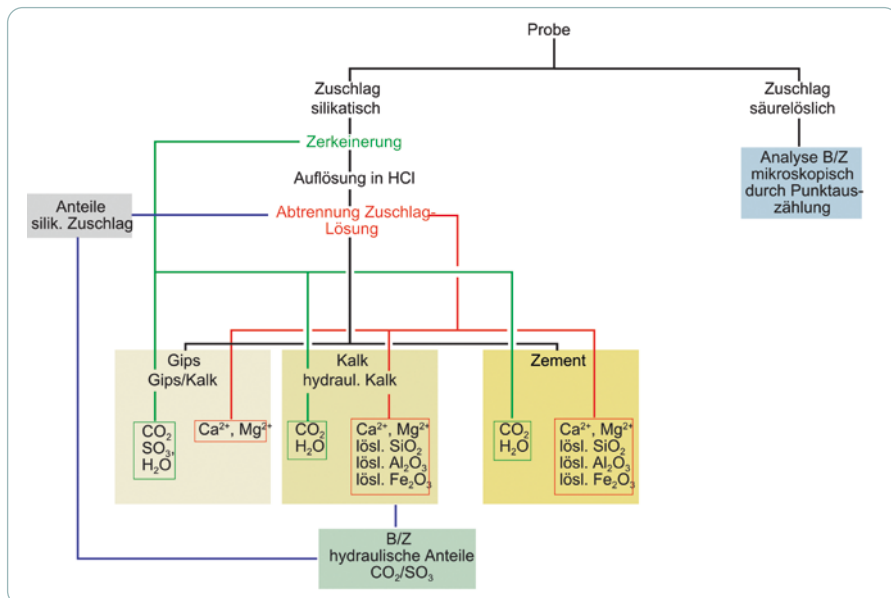 Probe
Zuschlag
silikatisch
Zuschlag
säurelöslich
Zerkeinerung
Analyse B/Z
mikroskopisch
durch Punktaus-
zählung
Auflösung in HCl
Anteile
silik. Zuschlag
Abtrennung Zuschlag-
Lösung
Gips
Gips/Kalk
CO₂
SO₃,
H₂O
Ca²⁺, Mg²⁺
Kalk
hydraul. Kalk
CO₂
H₂O
Ca²⁺, Mg²⁺
lösl. SiO₂
lösl. Al₂O₃
lösl. Fe₂O₃
Zement
CO₂
H₂O
Ca²⁺, Mg²⁺
lösl. SiO₂
lösl. Al₂O₃
lösl. Fe₂O₃
B/Z
hydraulische Anteile
CO₂/SO₃